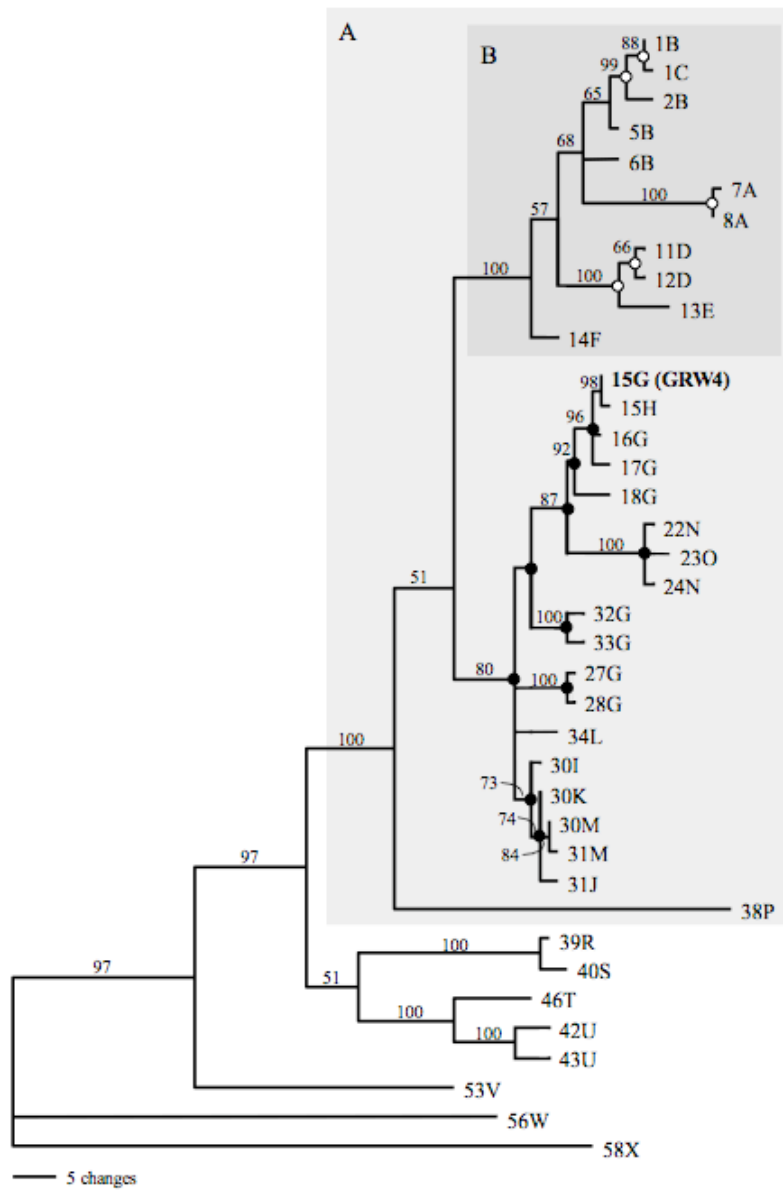 A
B
88
1B
99
1C
65
2B
5B
68
6B
100
7A
8A
57
66
11D
12D
100
100
13E
14F
98
15G (GRW4)
15H
96
16G
92
17G
18G
87
22N
100
23O
24N
51
32G
100
33G
80
27G
100
28G
34L
100
30I
73
30K
74
30M
84
31M
31J
97
38P
39R
100
40S
97
51
46T
100
42U
100
43U
53V
56W
58X
5 changes